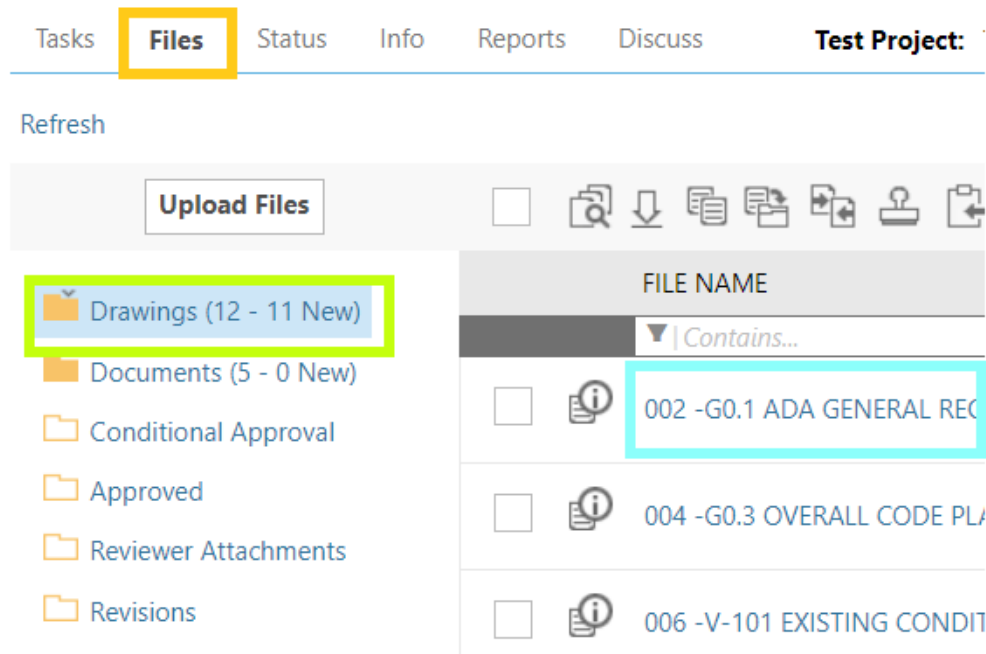 Tasks Files Status Info Reports Discuss Test Project:
Refresh
Upload Files
Drawings (12 - 11 New)
Documents (5 - 0 New)
Conditional Approval
Approved
Reviewer Attachments
Revisions
FILE NAME
Contains...
002 -G0.1 ADA GENERAL REC
004 -G0.3 OVERALL CODE PLA
006 -V-101 EXISTING CONDIT